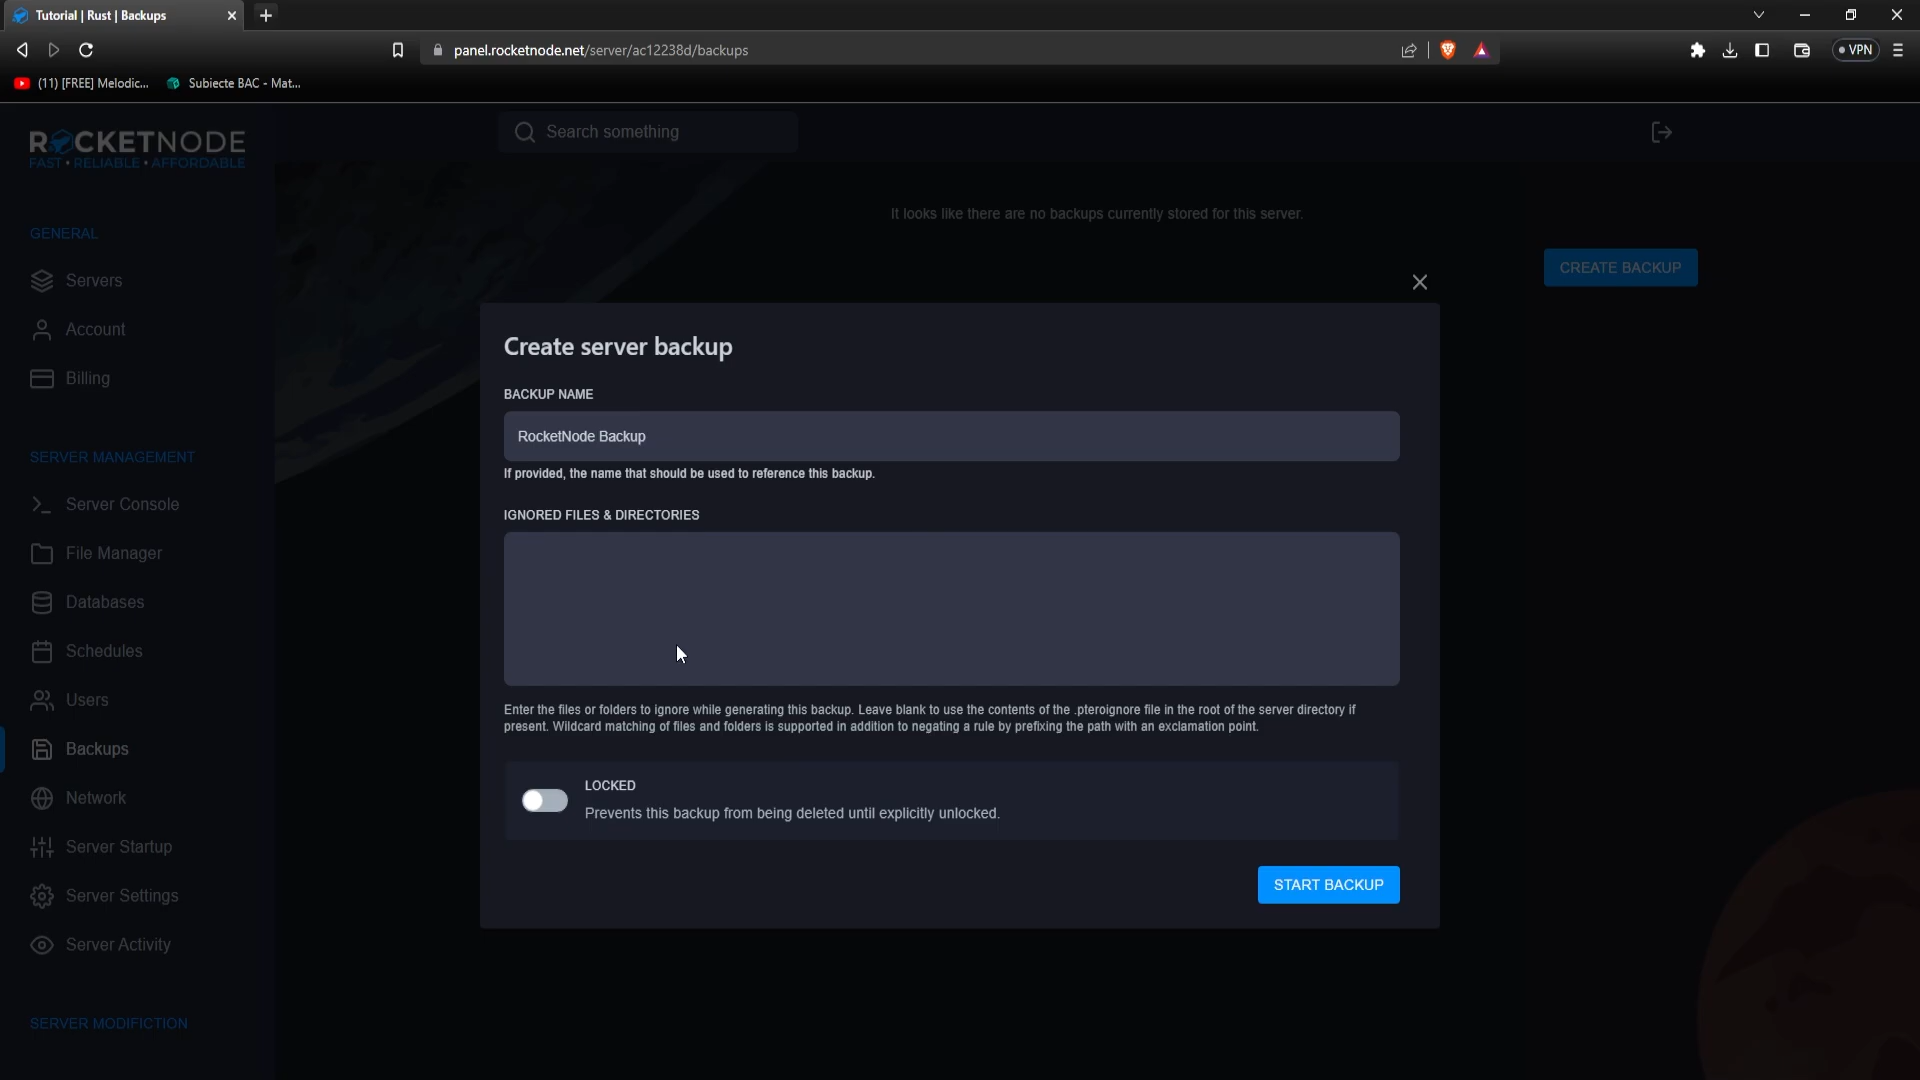 Tutorial | Rust | Backups
panel.rocketnode.net/server/ac12238d/backups
VPN
(11) [FREE] Melodic...
Subiecte BAC - Mat...
ROCKETNODE
FAST • RELIABLE • AFFORDABLE
Search something
It looks like there are no backups currently stored for this server.
CREATE BACKUP
GENERAL
Servers
Account
Billing
SERVER MANAGEMENT
Server Console
File Manager
Databases
Schedules
Users
Backups
Network
Server Startup
Server Settings
Server Activity
SERVER MODIFICTION
Create server backup
BACKUP NAME
RocketNode Backup
If provided, the name that should be used to reference this backup.
IGNORED FILES & DIRECTORIES
Enter the files or folders to ignore while generating this backup. Leave blank to use the contents of the .pteroignore file in the root of the server directory if
present. Wildcard matching of files and folders is supported in addition to negating a rule by prefixing the path with an exclamation point.
LOCKED
Prevents this backup from being deleted until explicitly unlocked.
START BACKUP